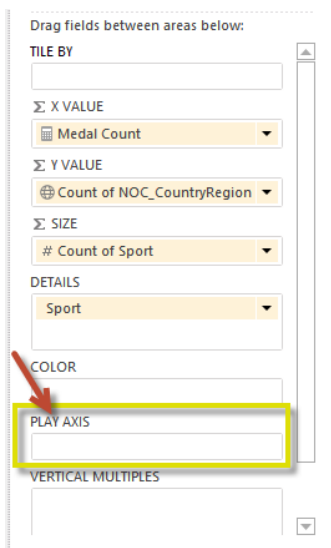 Drag fields between areas below:
TILE BY
Σ X VALUE
Medal Count
Σ Y VALUE
Count of NOC_CountryRegion
Σ SIZE
# Count of Sport
DETAILS
Sport
COLOR
PLAY AXIS
VERTICAL MULTIPLES